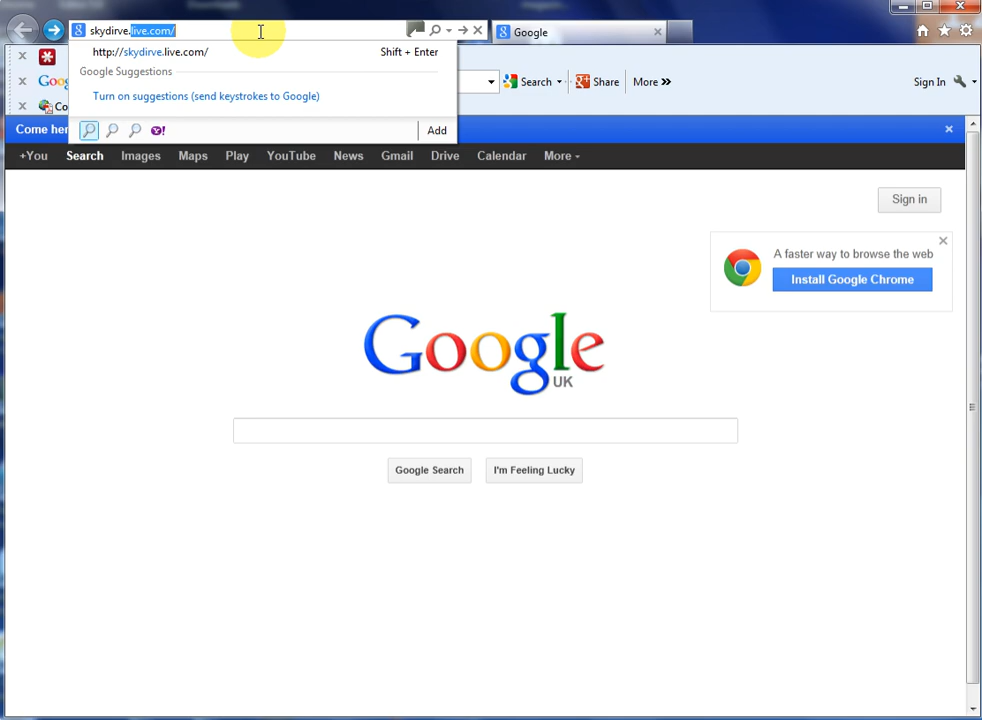 skydirve.live.com/
Google
http://skydirve.live.com/ Shift + Enter
Google Suggestions
Turn on suggestions (send keystrokes to Google)
Add
Search Share More »
Sign In
Come her
+You Search Images Maps Play YouTube News Gmail Drive Calendar More
Sign in
A faster way to browse the web
Install Google Chrome
Google
UK
Google Search I'm Feeling Lucky